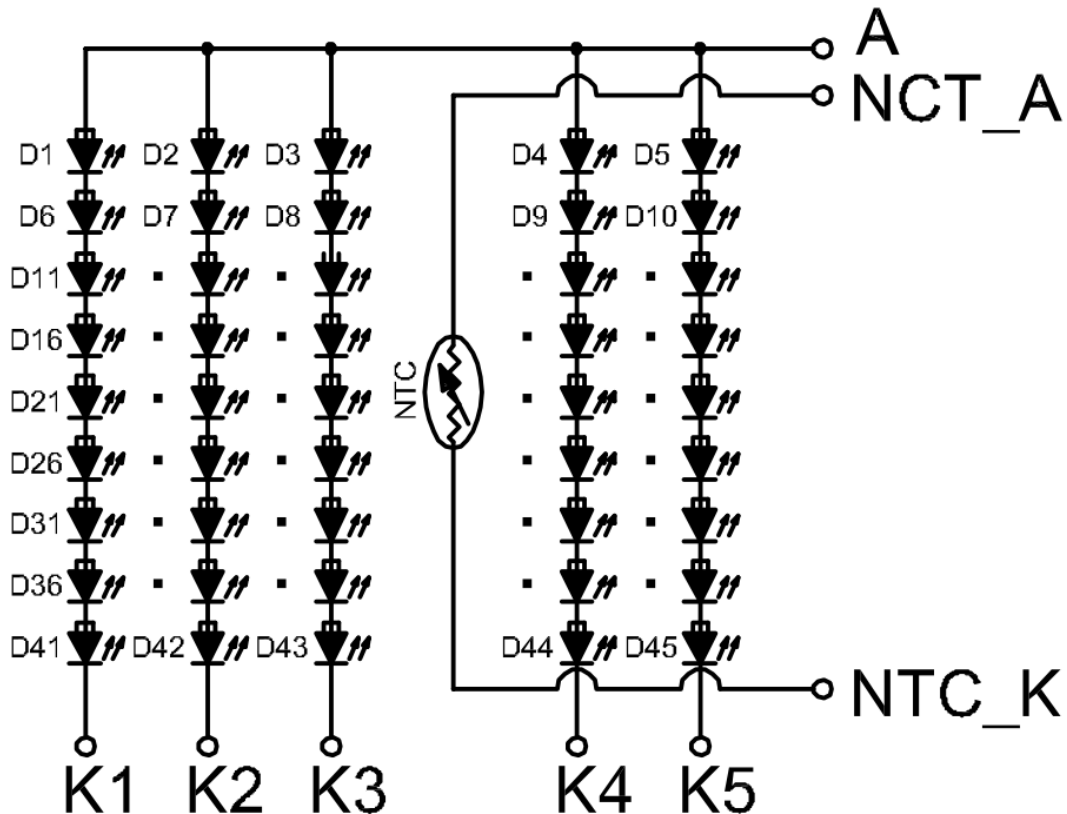 A
NCT_A
D1 D2 D3 D4 D5
D6 D7 D8 D9 D10
D11
D16
D21
NTC
D26
D31
D36
D41 D42 D43 D44 D45
NTC_K
K1 K2 K3 K4 K5